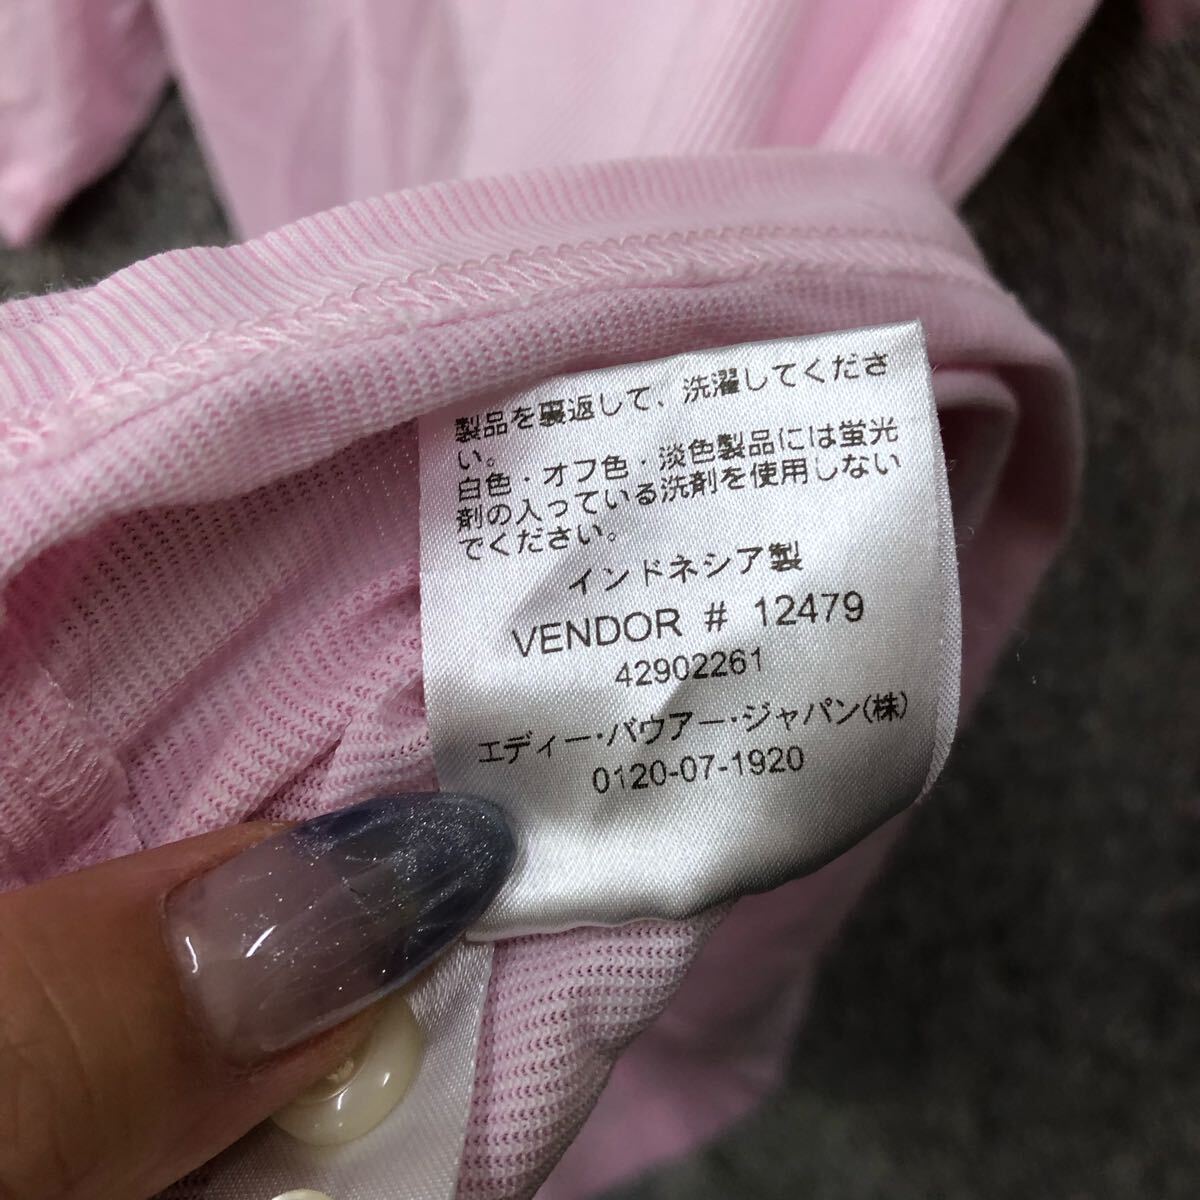 製品を裏返して、洗濯してくださ
い。
白色・オフ色・淡色製品には蛍光
剤の入っている洗剤を使用しない
でください。
インドネシア製
VENDOR # 12479
42902261
エディー・バウアー・ジャパン(株)
0120-07-1920